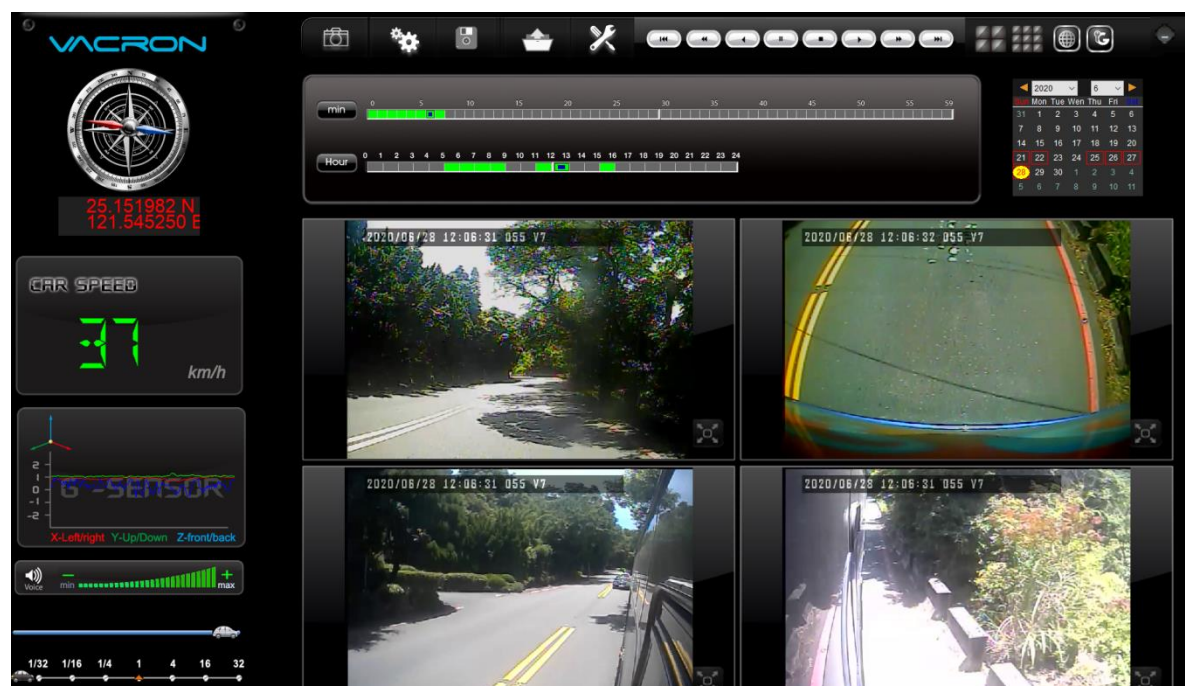 VACRON
25.151982 N
121.545250 E
CAR SPEED
37
km/h
2
1
0
-1
-2
G-SENSOR
X-Left/right Y-Up/Down Z-front/back
Voice
min
max
1/32 1/16 1/4 1 4 16 32
min
0 5 10 15 20 25 30 35 40 45 50 55 59
Hour
0 1 2 3 4 5 6 7 8 9 10 11 12 13 14 15 16 17 18 19 20 21 22 23 24
2020 6
Sun Mon Tue Wen Thu Fri Sat
31 1 2 3 4 5 6
7 8 9 10 11 12 13
14 15 16 17 18 19 20
21 22 23 24 25 26 27
28 29 30 1 2 3 4
5 6 7 8 9 10 11
2020/06/28 12:06:31 055 V7
2020/06/28 12:06:32 055 V7
2020/06/28 12:06:31 055 V7
2020/06/28 12:06:31 055 V7